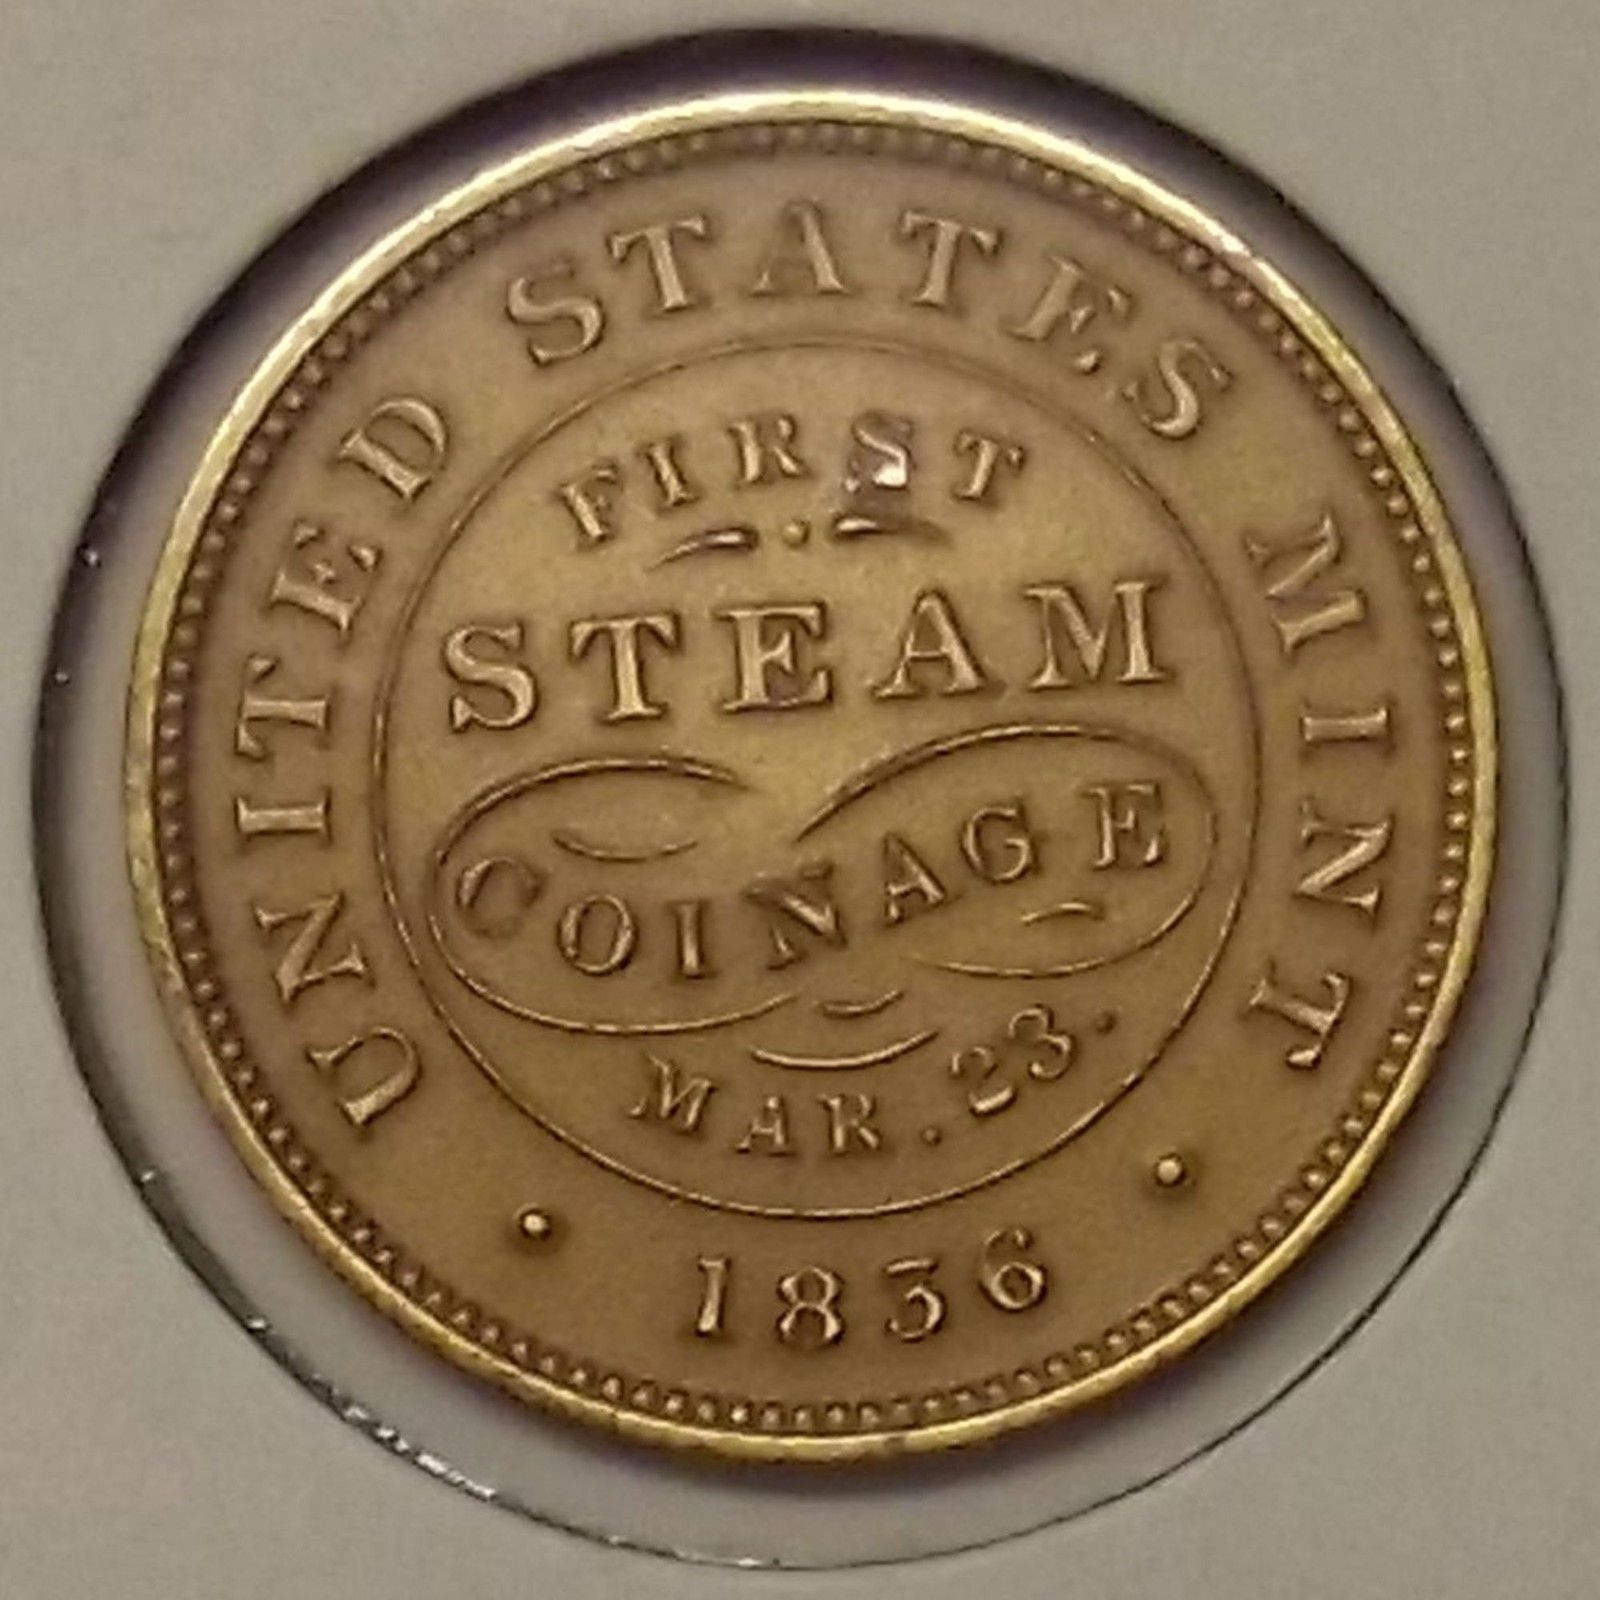 UNITED STATES MINT
FIRST
STEAM
COINAGE
MAR. 23.
• 1836 •